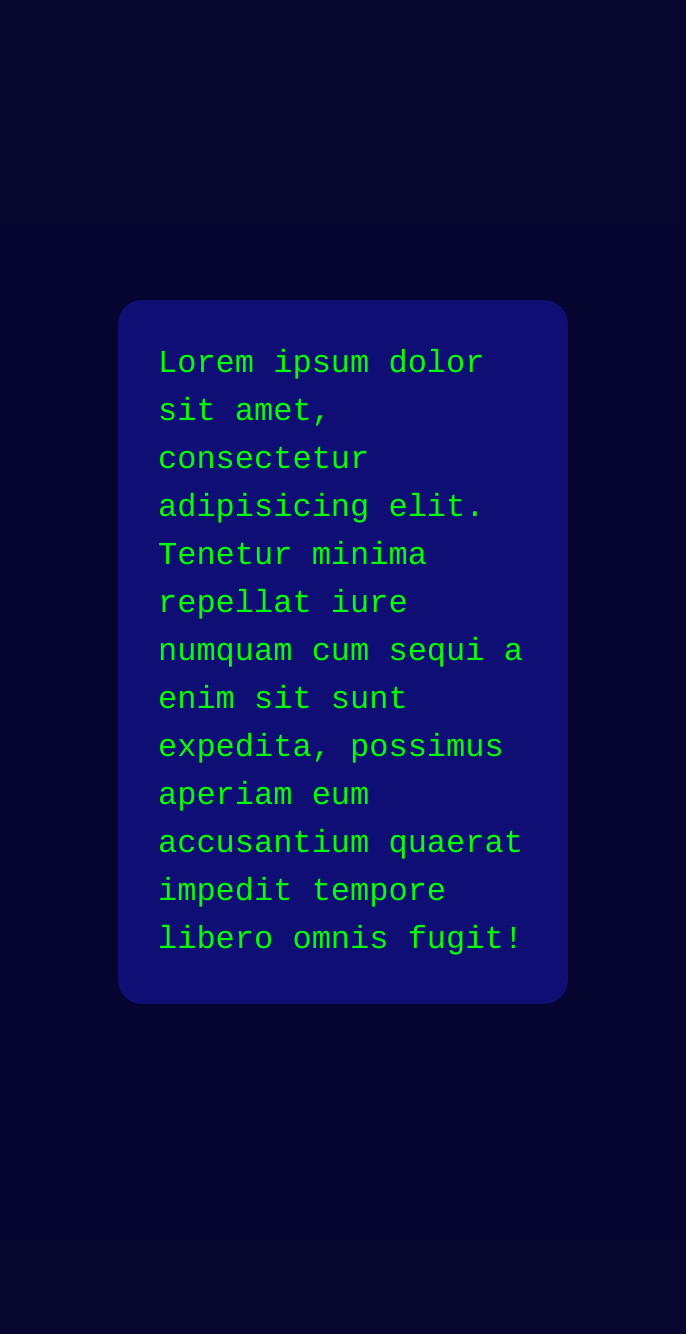 Lorem ipsum dolor
sit amet,
consectetur
adipisicing elit.
Tenetur minima
repellat iure
numquam cum sequi a
enim sit sunt
expedita, possimus
aperiam eum
accusantium quaerat
impedit tempore
libero omnis fugit!